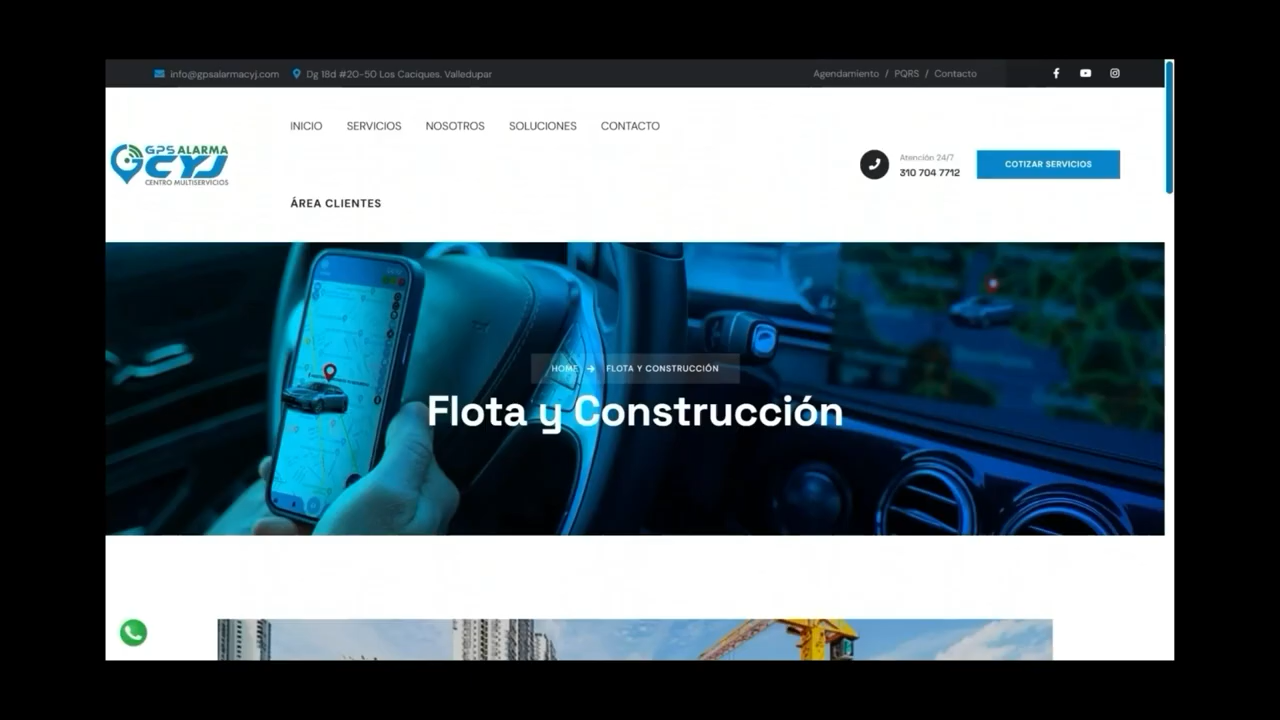 info@gpsalarmacyj.com
Dg 18d #20-50 Los Caciques. Valledupar
Agendamiento / PQRS / Contacto
INICIO SERVICIOS NOSOTROS SOLUCIONES CONTACTO
GPS ALARMA
CYJ
CENTRO MULTISERVICIOS
Atención 24/7
310 704 7712
COTIZAR SERVICIOS
ÁREA CLIENTES
HOME → FLOTA Y CONSTRUCCIÓN
Flota y Construcción